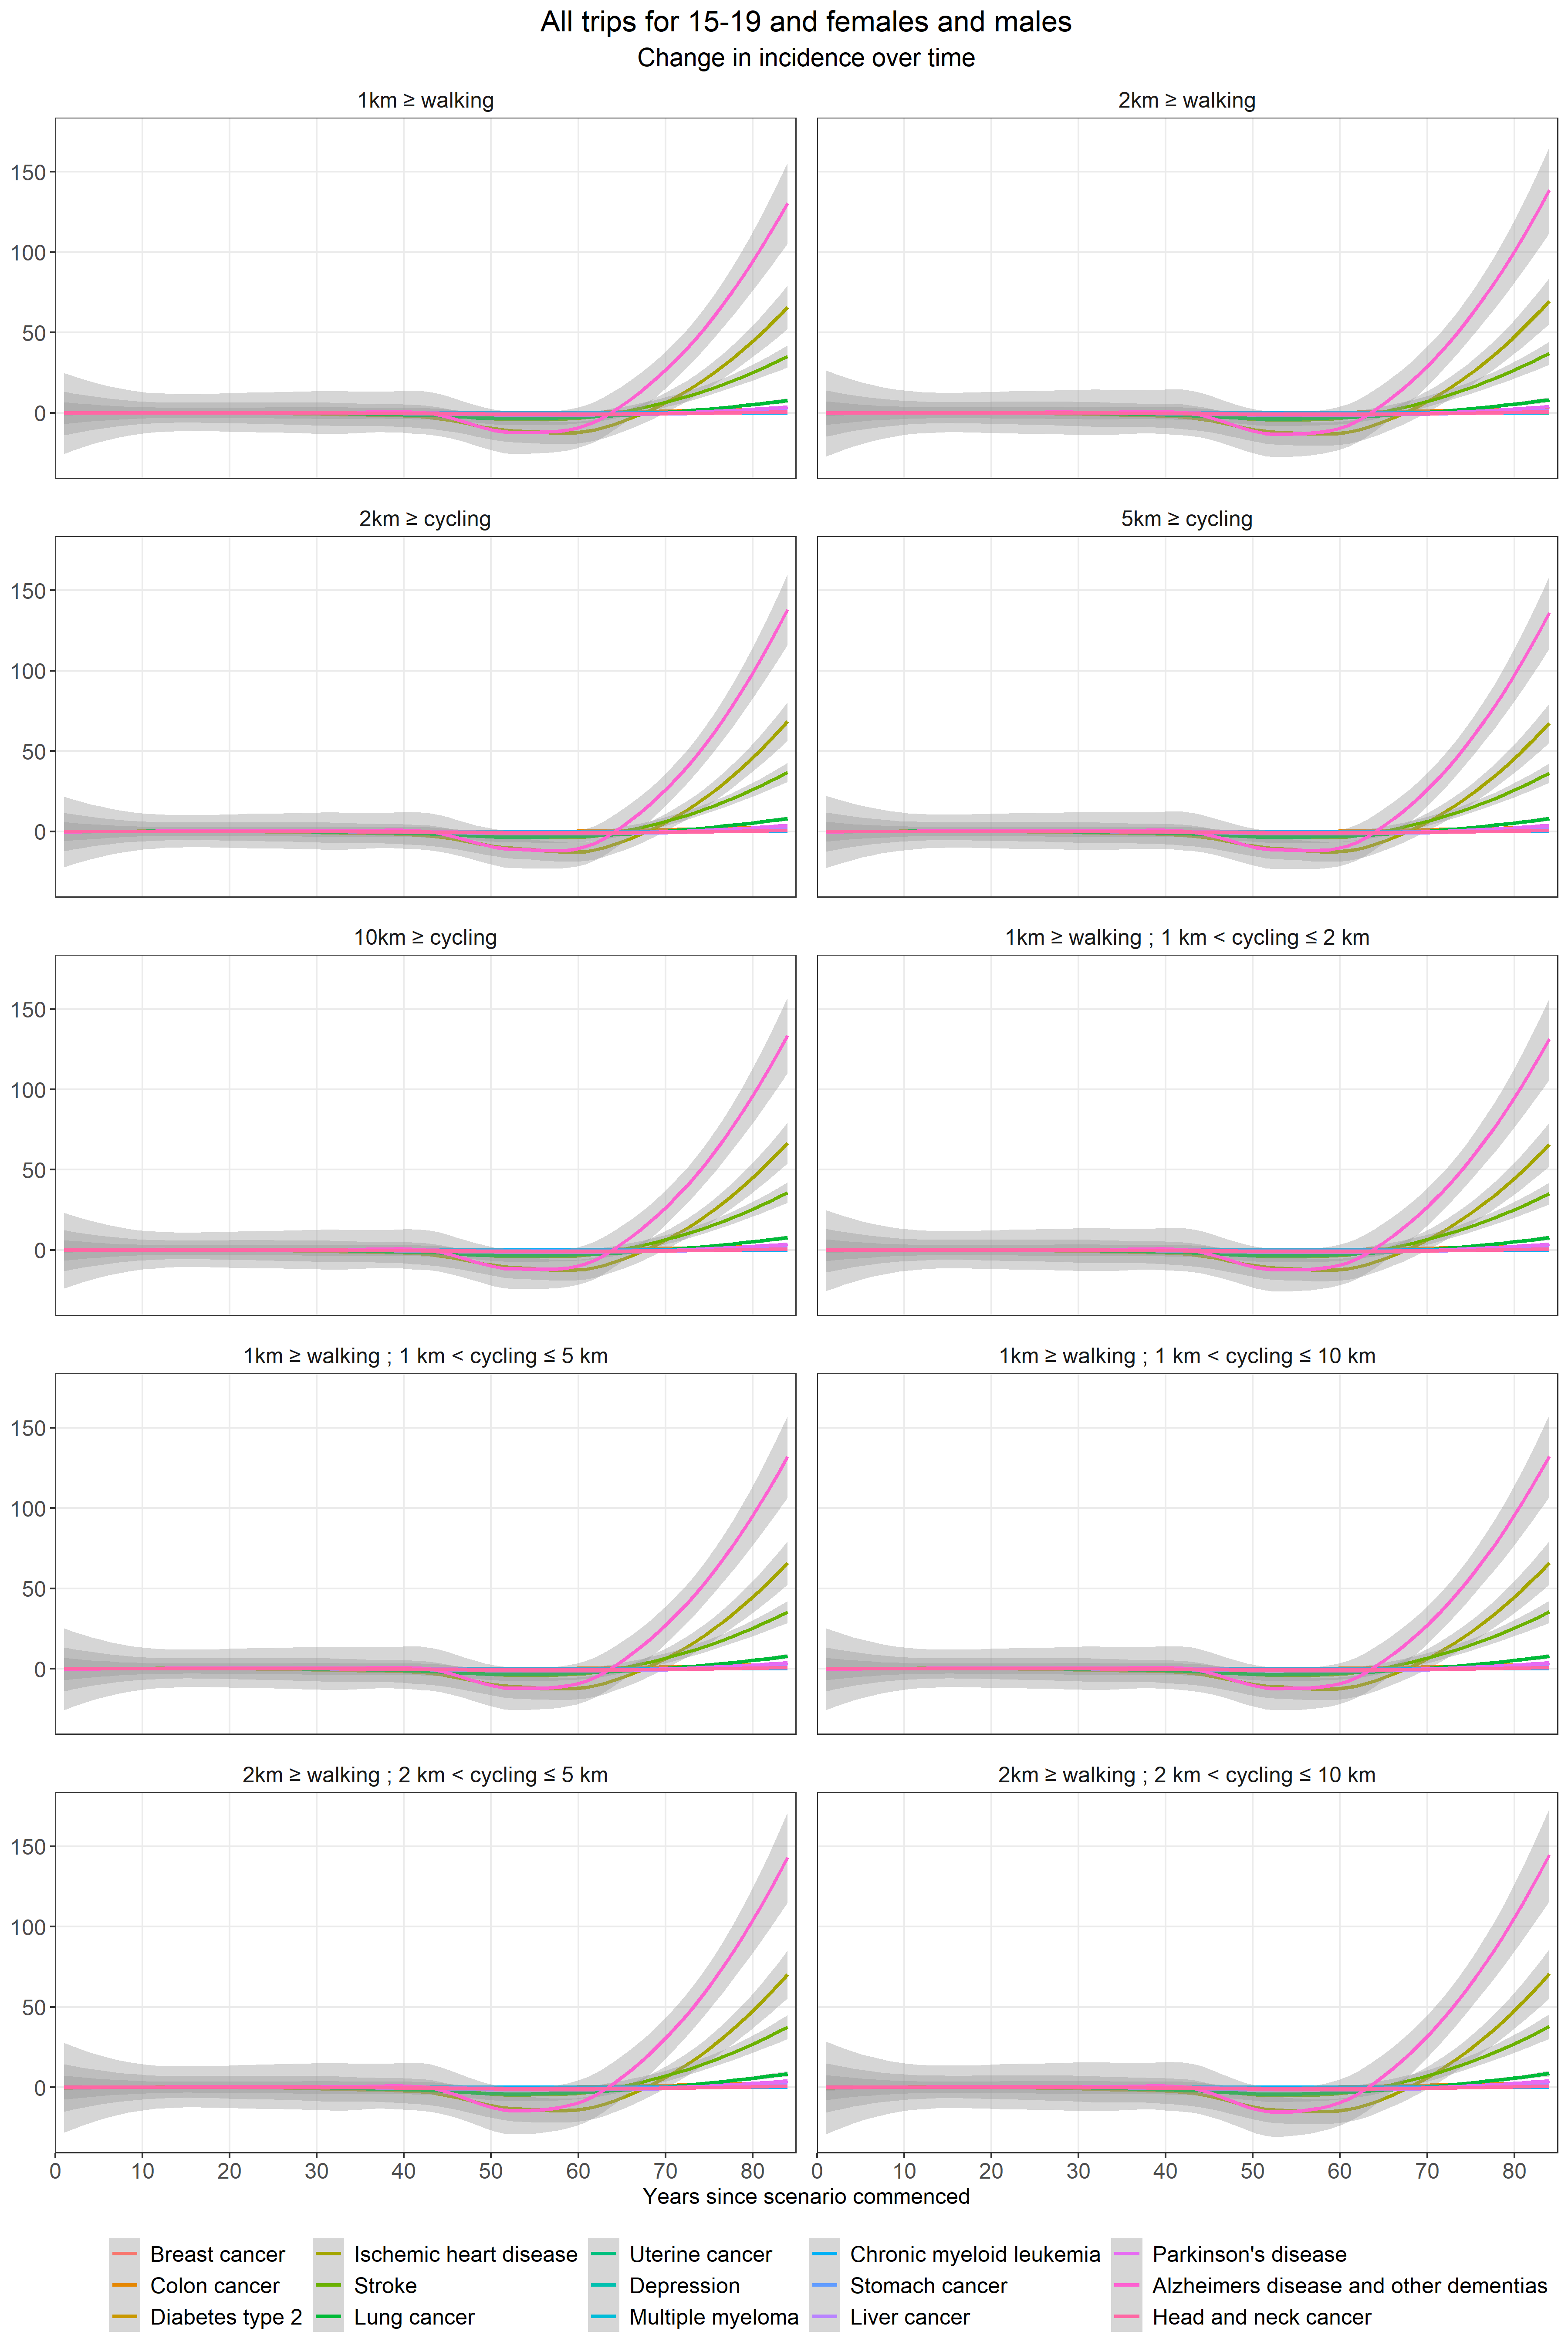 All trips for 15-19 and females and males
Change in incidence over time
1km ≥ walking
2km ≥ walking
150
100
50
0
2km ≥ cycling
5km ≥ cycling
150
100
50
0
10km ≥ cycling
1km ≥ walking ; 1 km < cycling ≤ 2 km
150
100
50
0
1km ≥ walking ; 1 km < cycling ≤ 5 km
1km ≥ walking ; 1 km < cycling ≤ 10 km
150
100
50
0
2km ≥ walking ; 2 km < cycling ≤ 5 km
2km ≥ walking ; 2 km < cycling ≤ 10 km
150
100
50
0
0 10 20 30 40 50 60 70 80
0 10 20 30 40 50 60 70 80
Years since scenario commenced
Breast cancer
Colon cancer
Diabetes type 2
Ischemic heart disease
Stroke
Lung cancer
Uterine cancer
Depression
Multiple myeloma
Chronic myeloid leukemia
Stomach cancer
Liver cancer
Parkinson's disease
Alzheimers disease and other dementias
Head and neck cancer